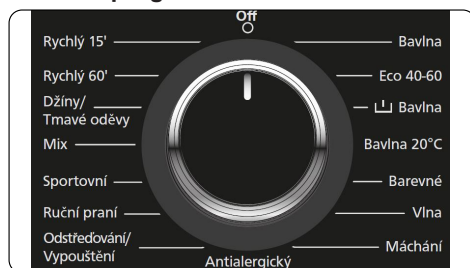 Off
Rychlý 15'
Rychlý 60'
Džíny/
Tmavé oděvy
Mix
Sportovní
Ruční praní
Odstřeďování/
Vypouštění
Antialergický
Bavlna
Eco 40-60
Bavlna
Bavlna 20°C
Barevné
Vlna
Máchání